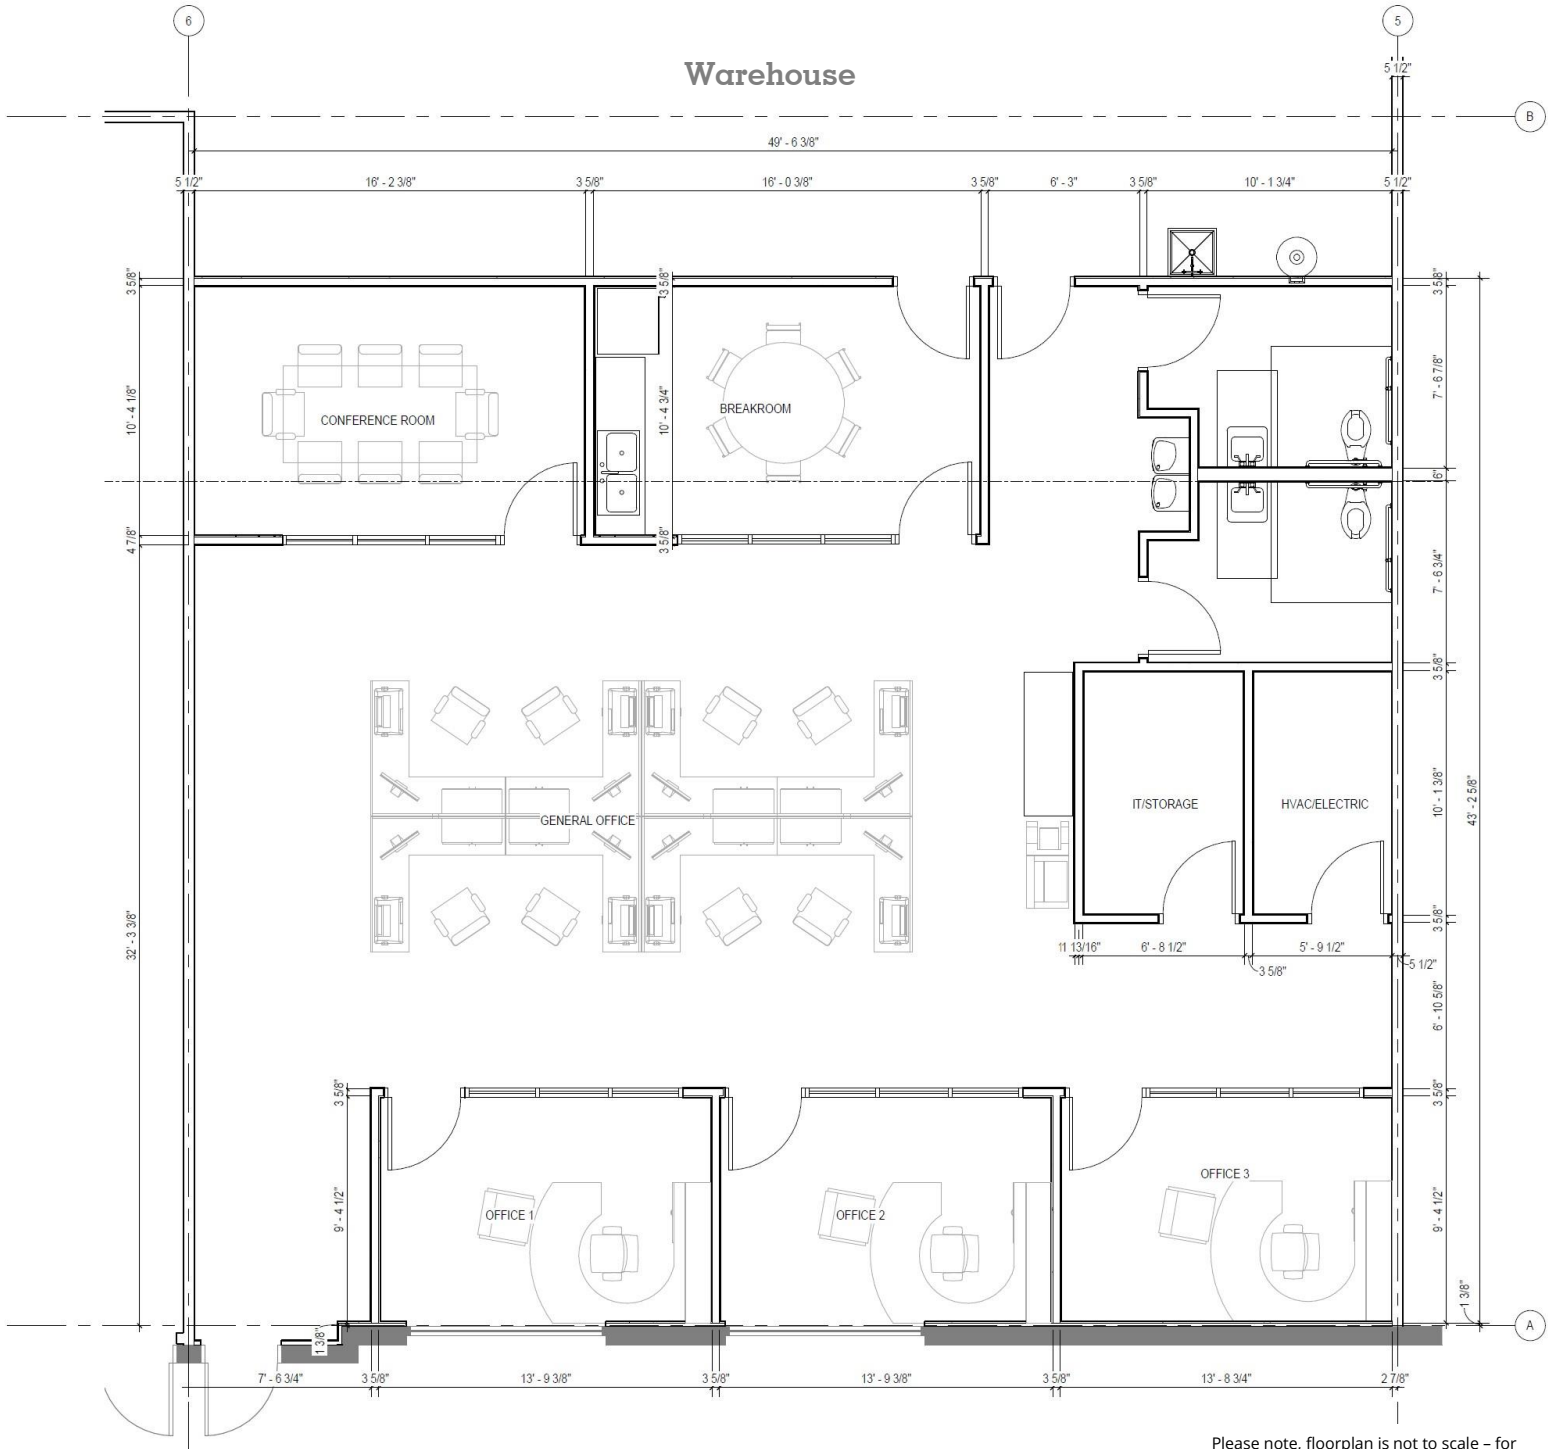 6
5
Warehouse
5 1/2"
B
49' - 6 3/8"
5 1/2"
16' - 2 3/8"
3 5/8"
16' - 0 3/8"
3 5/8"
6' - 3"
3 5/8"
10' - 1 3/4"
5 1/2"
3 5/8"
3 5/8"
3 5/8"
10' - 4 1/8"
CONFERENCE ROOM
10' - 4 3/4"
BREAKROOM
7' - 6 7/8"
6"
4 7/8"
3 5/8"
7' - 6 3/4"
3 5/8"
GENERAL OFFICE
IT/STORAGE
HVAC/ELECTRIC
10' - 1 3/8"
43' - 2 5/8"
32' - 3 3/8"
3 5/8"
11 13/16"
6' - 8 1/2"
3 5/8"
5' - 9 1/2"
5 1/2"
6' - 10 5/8"
3 5/8"
3 5/8"
9' - 4 1/2"
OFFICE 1
OFFICE 2
OFFICE 3
9' - 4 1/2"
1 3/8"
1 3/8"
A
7' - 6 3/4"
3 5/8"
13' - 9 3/8"
3 5/8"
13' - 9 3/8"
3 5/8"
13' - 8 3/4"
2 7/8"
Please note, floorplan is not to scale – for